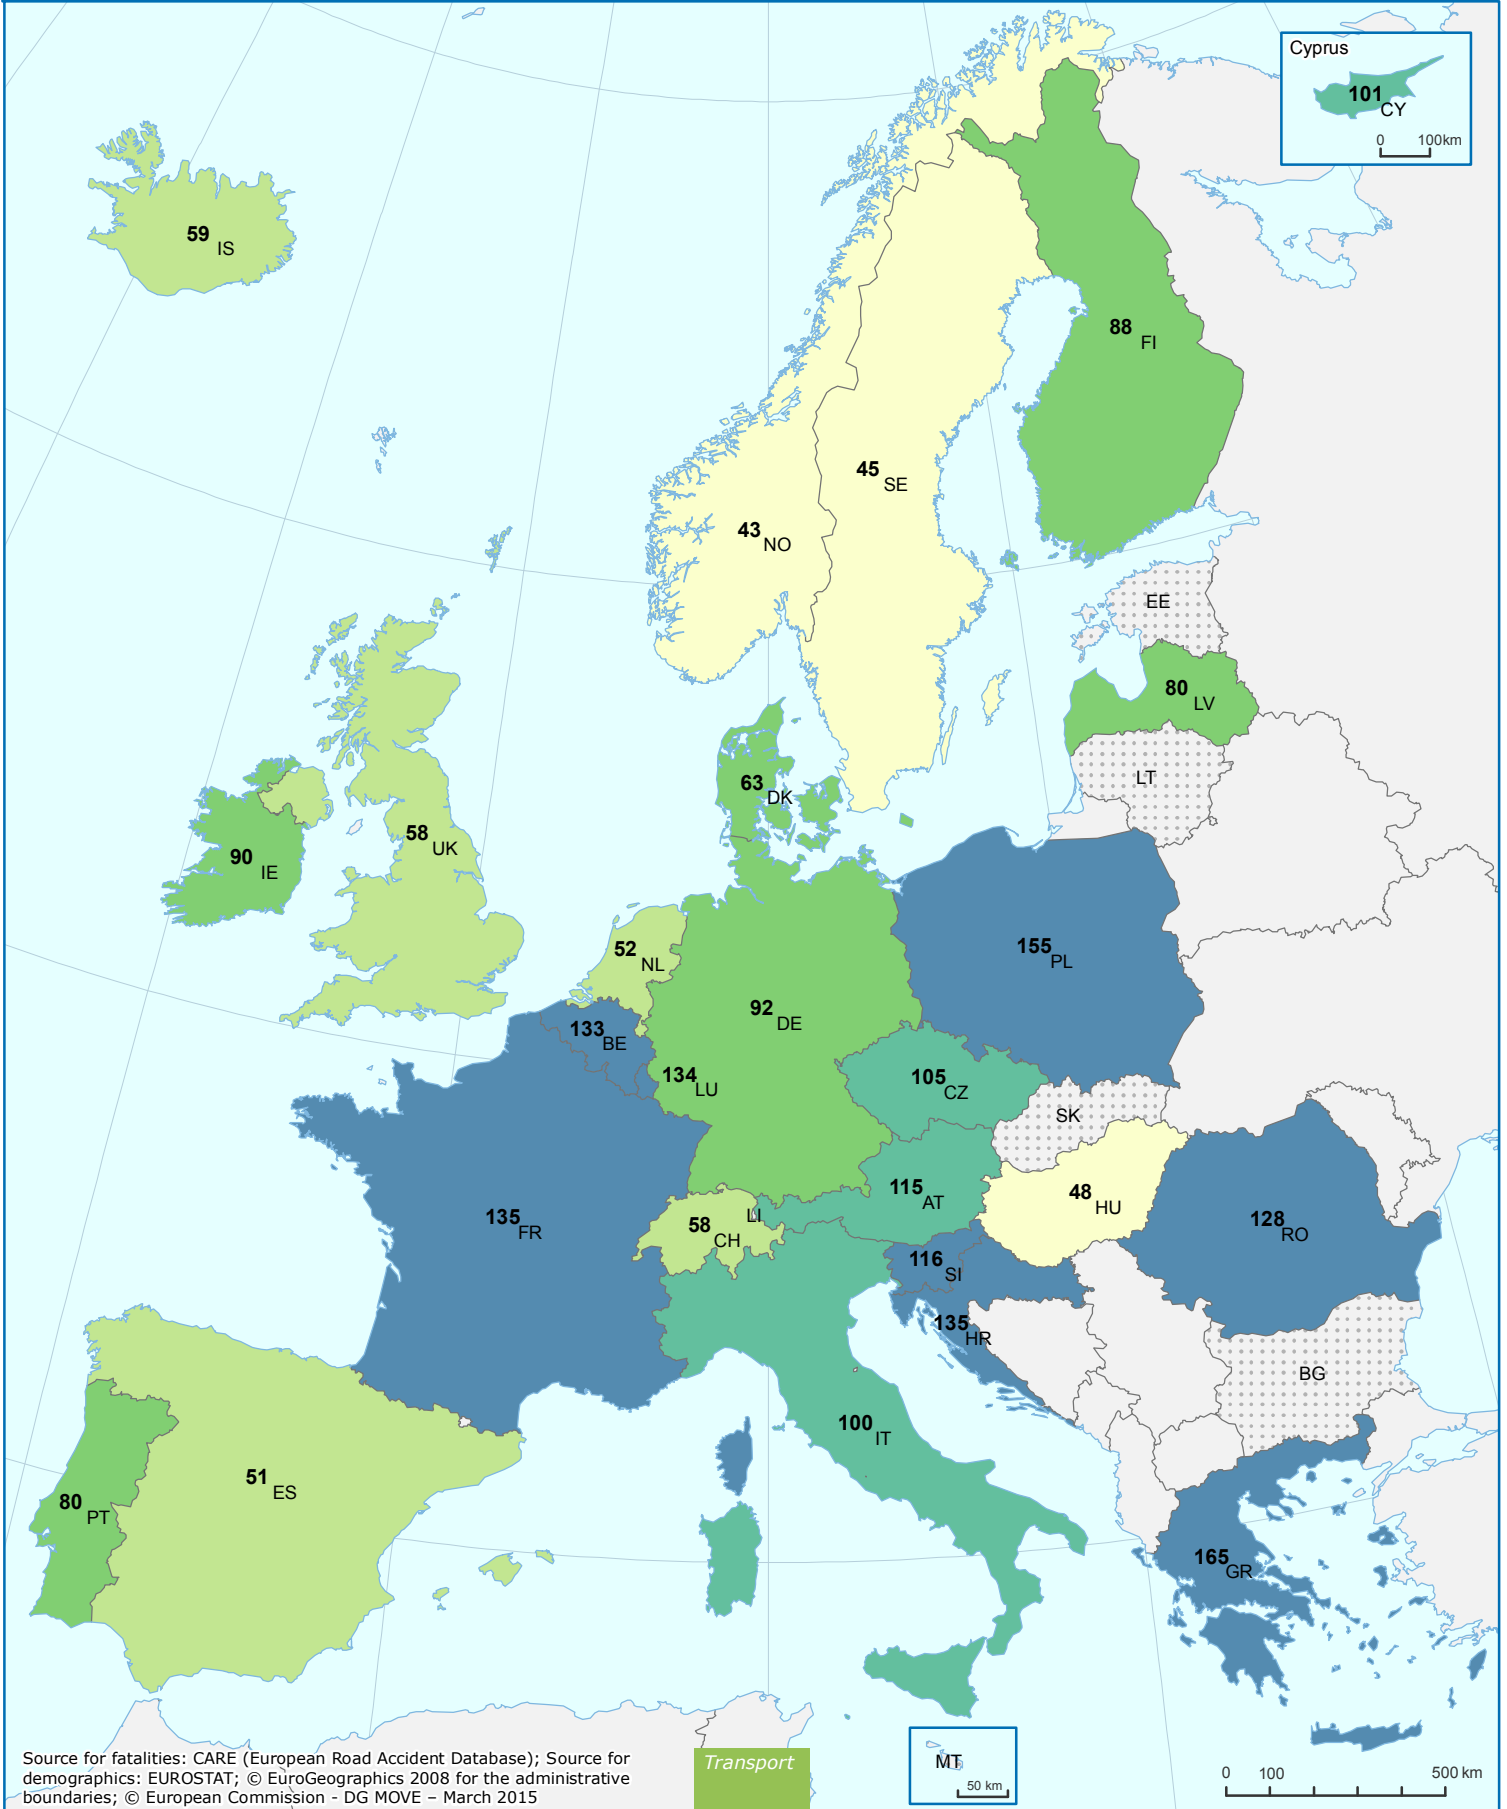 Cyprus
101
CY
0 100km
59
IS
88
FI
45
SE
43
NO
EE
80
LV
LT
63
DK
58
UK
90
IE
52
NL
155
PL
92
DE
133
BE
134
LU
105
CZ
SK
115
AT
48
HU
LI
58
CH
135
FR
128
RO
116
SI
135
HR
BG
100
IT
51
ES
80
PT
165
GR
Source for fatalities: CARE (European Road Accident Database); Source for
demographics: EUROSTAT; © EuroGeographics 2008 for the administrative
boundaries; © European Commission - DG MOVE – March 2015
Transport
MT
50 km
0 100 500 km